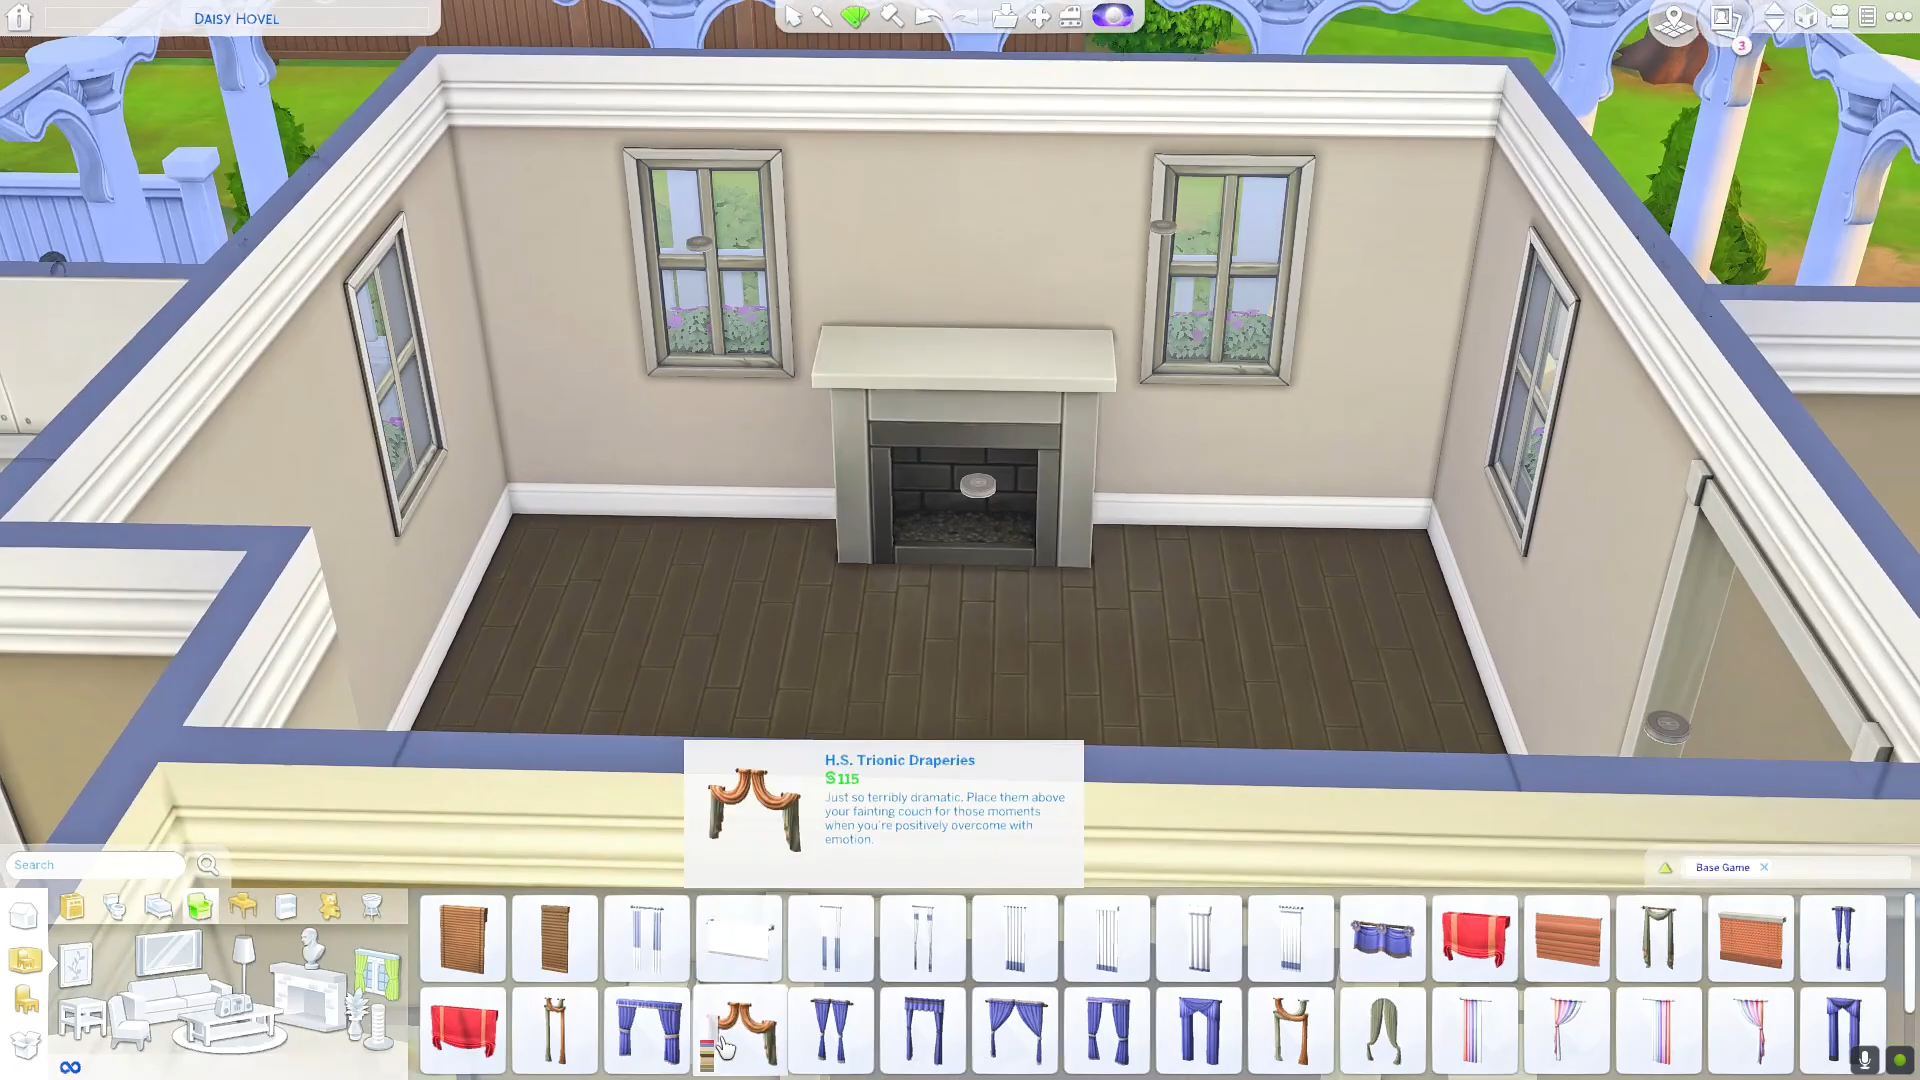 DAISY HOVEL
3
H.S. Trionic Draperies
§115
Just so terribly dramatic. Place them above
your fainting couch for those moments
when you're positively overcome with
emotion.
Search
Base Game